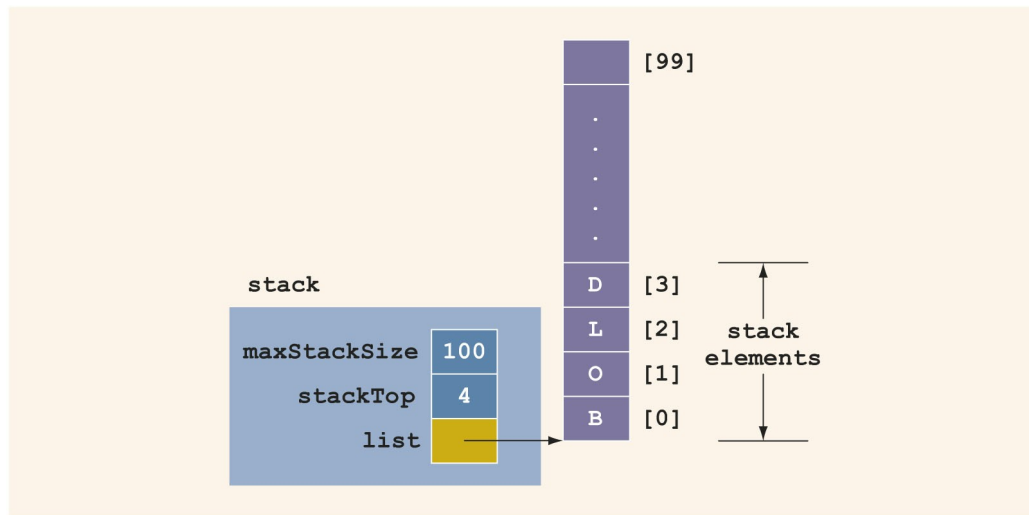 [99]
.
.
.
.
.
D [3]
L [2]
O [1]
B [0]
stack
elements
stack
maxStackSize 100
stackTop 4
list